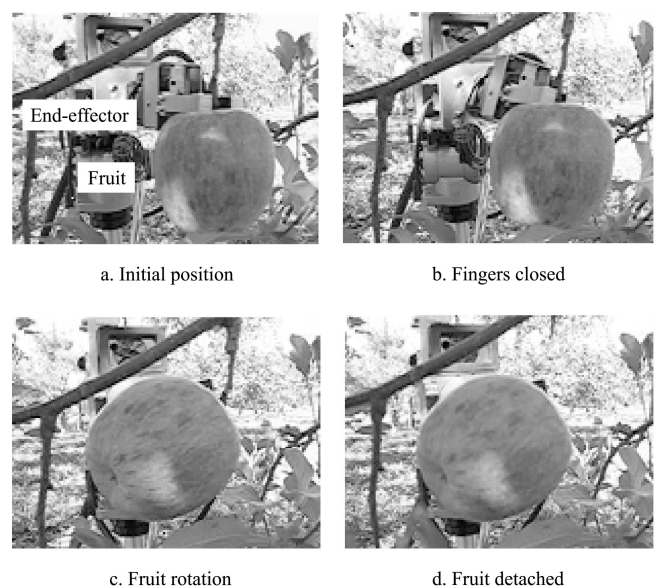 End-effector
Fruit
a. Initial position
b. Fingers closed
c. Fruit rotation
d. Fruit detached